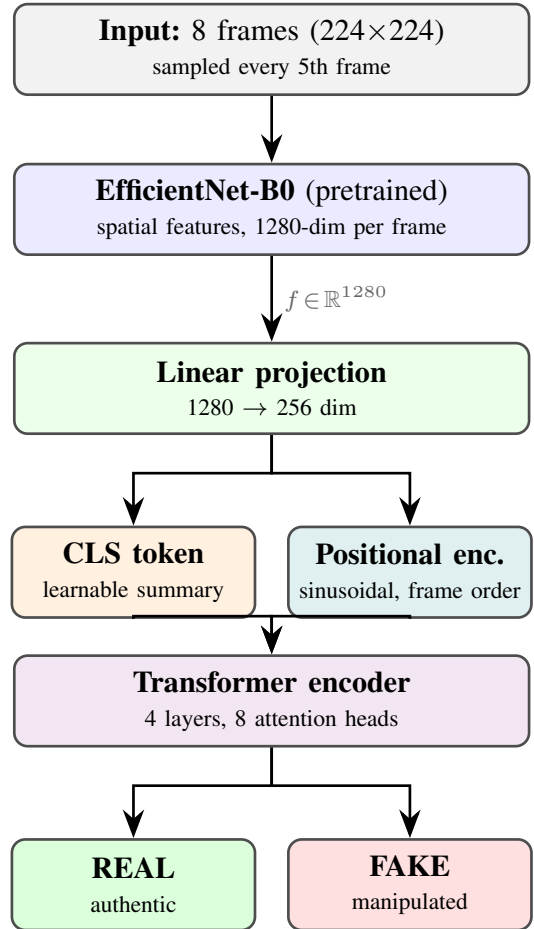 Input: 8 frames (224×224)
sampled every 5th frame
EfficientNet-B0 (pretrained)
spatial features, 1280-dim per frame
f ∈ ℝ¹²⁸⁰
Linear projection
1280 → 256 dim
CLS token
learnable summary
Positional enc.
sinusoidal, frame order
Transformer encoder
4 layers, 8 attention heads
REAL
authentic
FAKE
manipulated